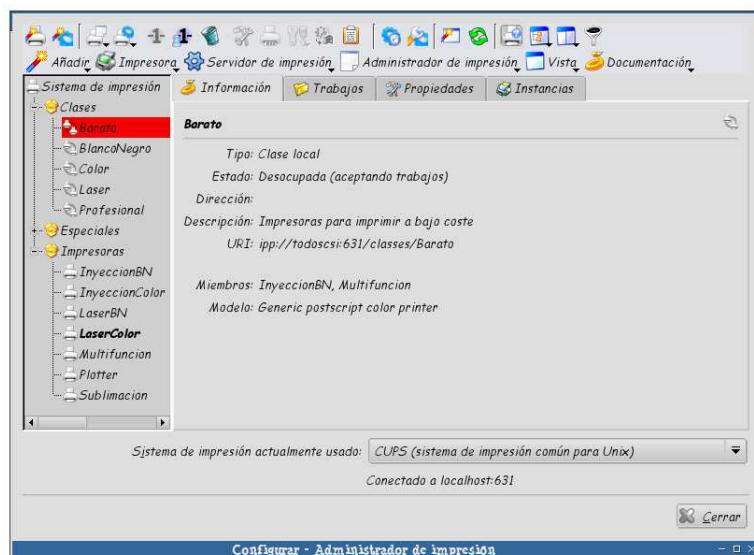 Añadir Impresora Servidor de impresión Administrador de impresión Vista Documentación
Sistema de impresión
Clases
Barato
BlancoNegro
Color
Laser
Profesional
Especiales
Impresoras
InyeccionBN
InyeccionColor
LaserBN
LaserColor
Multifuncion
Plotter
Sublimacion
Información Trabajos Propiedades Instancias
Barato
Tipo: Clase local
Estado: Desocupada (aceptando trabajos)
Dirección:
Descripción: Impresoras para imprimir a bajo coste
URI: ipp://todoscsi:631/classes/Barato
Miembros: InyeccionBN, Multifuncion
Modelo: Generic postscript color printer
Sistema de impresión actualmente usado: CUPS (sistema de impresión común para Unix)
Conectado a localhost:631
Cerrar
Configurar - Administrador de impresión